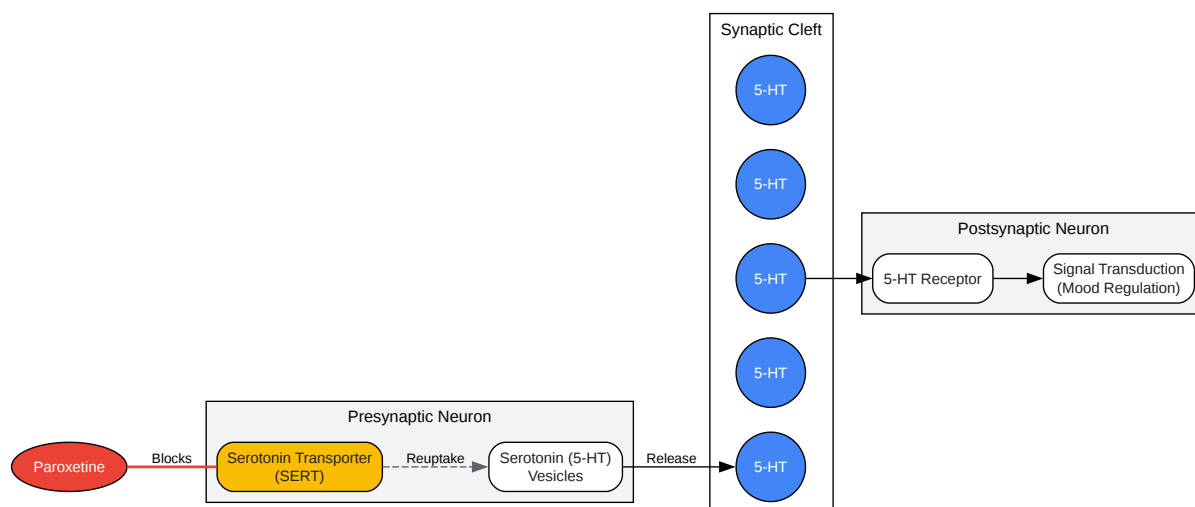 Synaptic Cleft
5-HT
5-HT
5-HT
5-HT
5-HT
Postsynaptic Neuron
5-HT Receptor
Signal Transduction
(Mood Regulation)
Presynaptic Neuron
Paroxetine
Blocks
Serotonin Transporter
(SERT)
Reuptake
Serotonin (5-HT)
Vesicles
Release